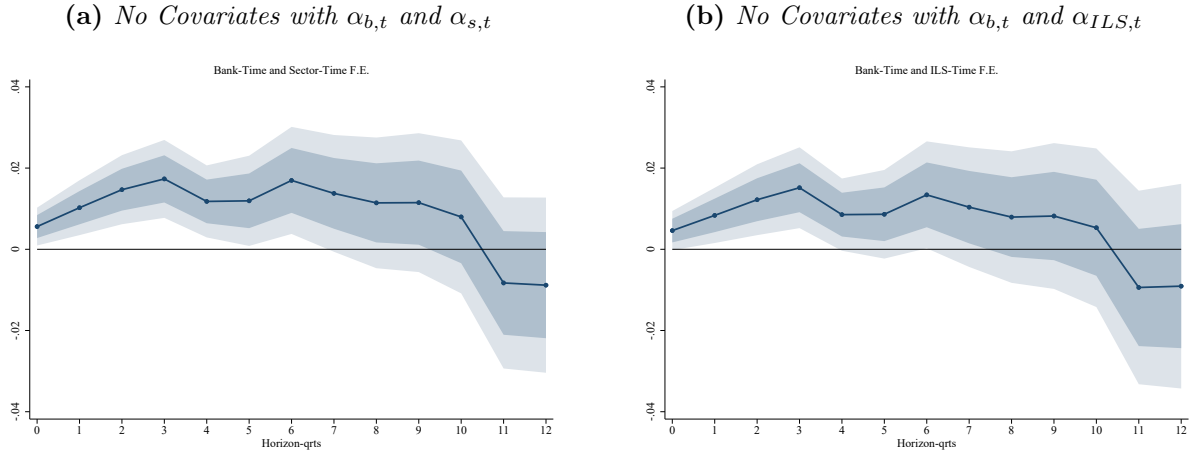 (a) No Covariates with α_{b,t} and α_{s,t}
Bank-Time and Sector-Time F.E.
.04
.02
0
-.02
-.04
0 1 2 3 4 5 6 7 8 9 10 11 12
Horizon-qrts
(b) No Covariates with α_{b,t} and α_{ILS,t}
Bank-Time and ILS-Time F.E.
.04
.02
0
-.02
-.04
0 1 2 3 4 5 6 7 8 9 10 11 12
Horizon-qrts